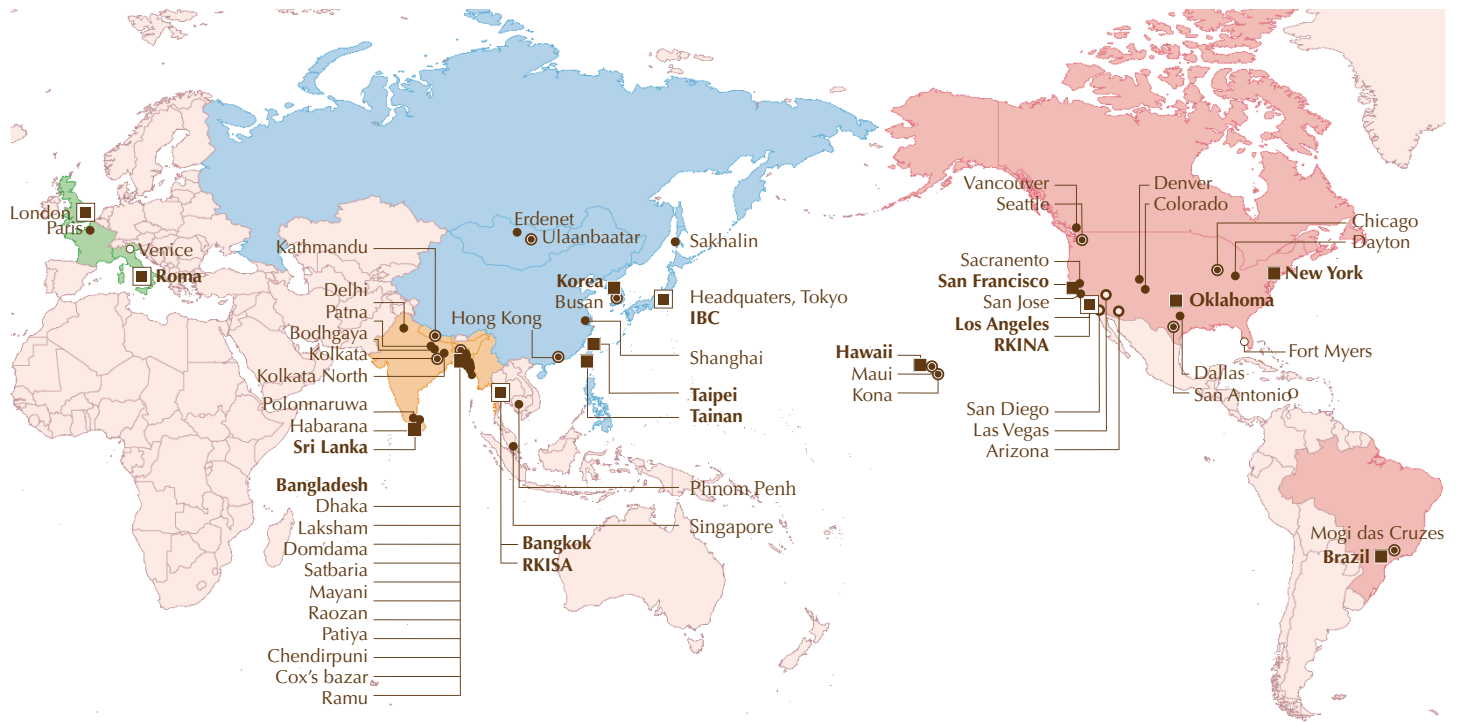 London
Paris
Venice
Roma
Kathmandu
Delhi
Patna
Bodhgaya
Kolkata
Kolkata North
Polonnaruwa
Habarana
Sri Lanka
Bangladesh
Dhaka
Laksham
Domdama
Satbaria
Mayani
Raozan
Patiya
Chendirpuni
Cox's bazar
Ramu
Erdenet
Ulaanbaatar
Sakhalin
Korea
Busan
Hong Kong
Headquaters, Tokyo
IBC
Shanghai
Taipei
Tainan
Phnom Penh
Singapore
Bangkok
RKISA
Hawaii
Maui
Kona
Vancouver
Seattle
Denver
Colorado
Chicago
Dayton
Sacranento
San Francisco
San Jose
Los Angeles
RKINA
New York
Oklahoma
Fort Myers
Dallas
San Antonio
San Diego
Las Vegas
Arizona
Mogi das Cruzes
Brazil